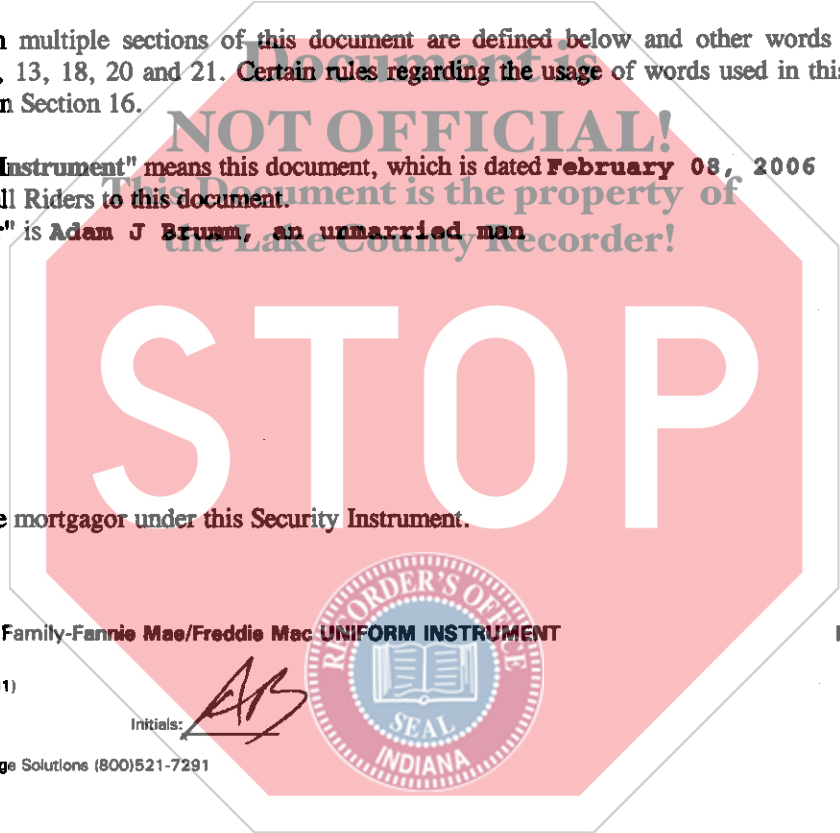 multiple sections of this document are defined below and other words
, 13, 18, 20 and 21. Certain rules regarding the usage of words used in this
n Section 16.
Document is
NOT OFFICIAL!
This Document is the property of
the Lake County Recorder!
Instrument" means this document, which is dated February 08, 2006
ll Riders to this document.
" is Adam J Brumm, an unmarried man
STOP
e mortgagor under this Security Instrument.
Family-Fannie Mae/Freddie Mac UNIFORM INSTRUMENT
1)
Initials: AB
ge Solutions (800)521-7291
RECORDER'S OFFICE
SEAL
INDIANA